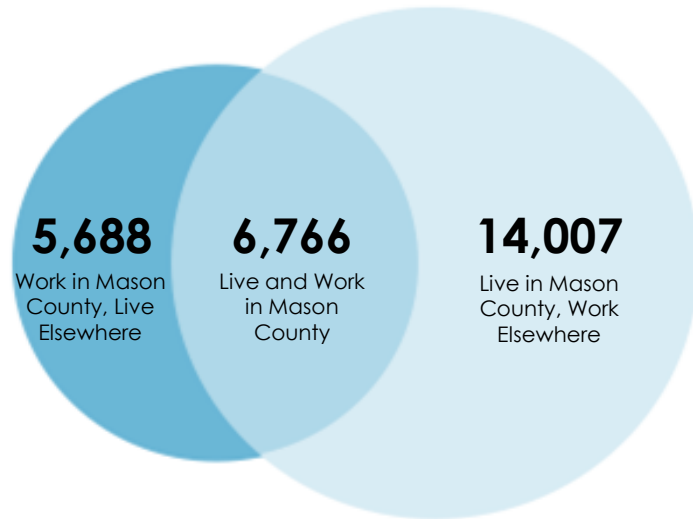 5,688
Work in Mason
County, Live
Elsewhere
6,766
Live and Work
in Mason
County
14,007
Live in Mason
County, Work
Elsewhere